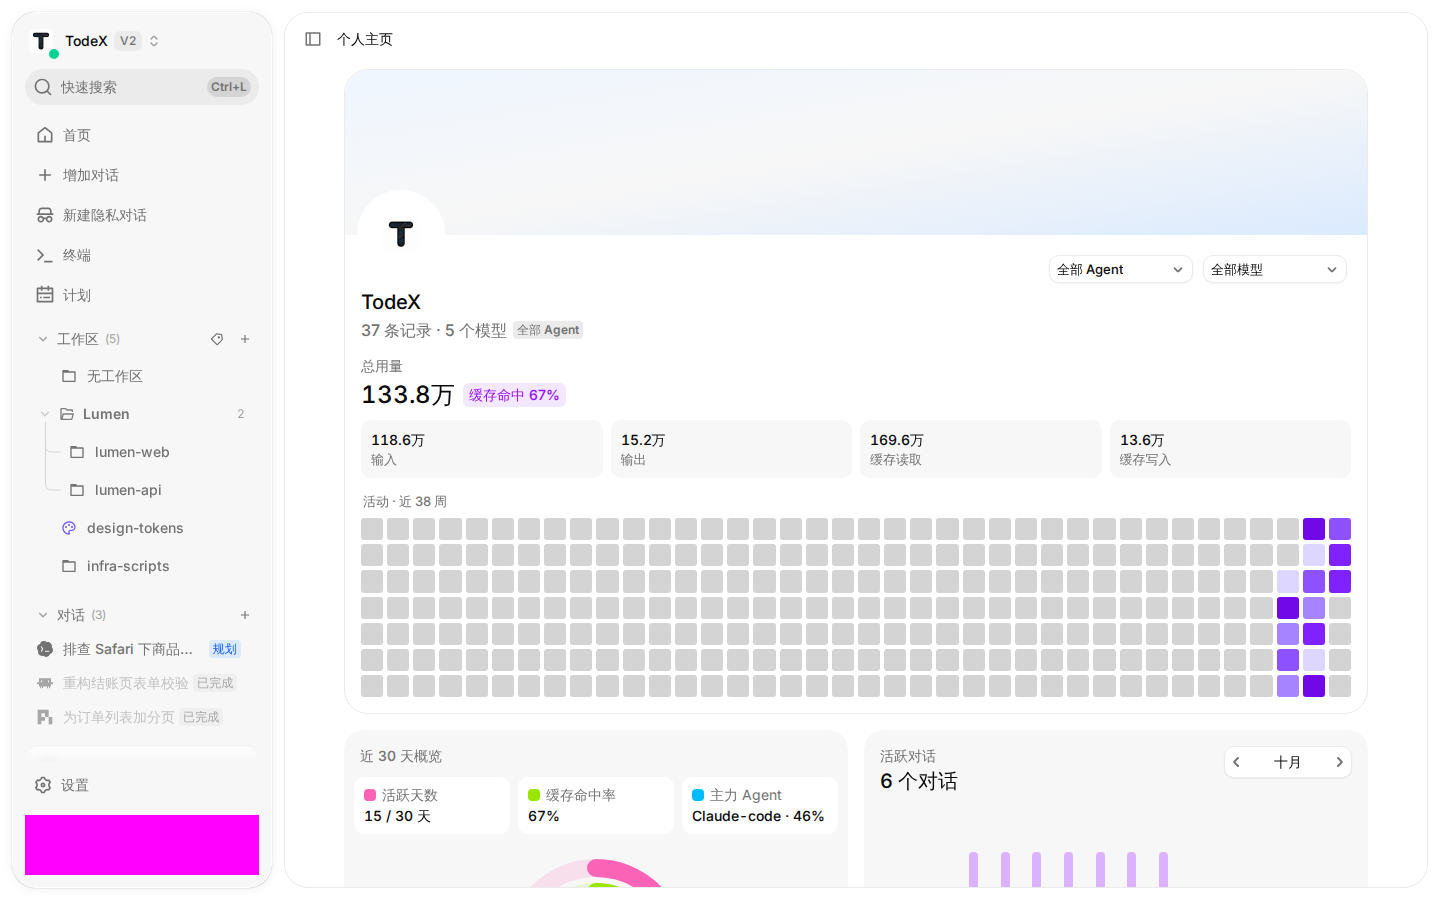 TodeX V2
快速搜索 Ctrl+L
首页
增加对话
新建隐私对话
终端
计划
工作区 (5)
无工作区
Lumen 2
lumen-web
lumen-api
design-tokens
infra-scripts
对话 (3)
排查 Safari 下商品... 规划
重构结账页表单校验 已完成
为订单列表加分页 已完成
设置
个人主页
T
全部 Agent
全部模型
TodeX
37 条记录 · 5 个模型 全部 Agent
总用量
133.8万 缓存命中 67%
118.6万
输入
15.2万
输出
169.6万
缓存读取
13.6万
缓存写入
活动 · 近 38 周
近 30 天概览
活跃天数
15 / 30 天
缓存命中率
67%
主力 Agent
Claude-code · 46%
活跃对话
6 个对话
十月